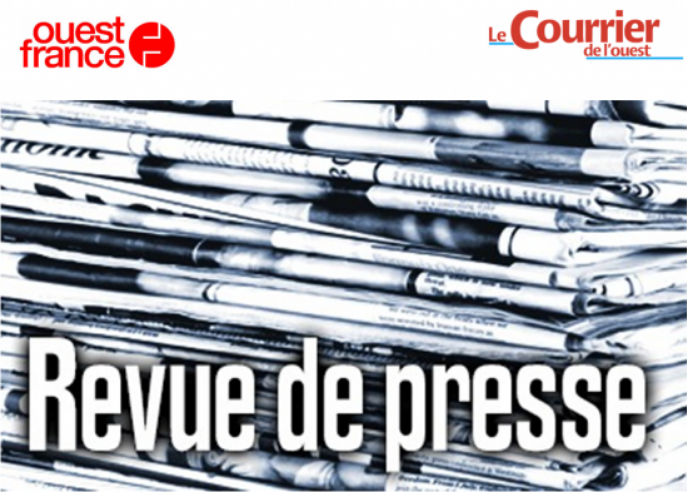 ouest
france
Le Courrier
de l'ouest
Revue de presse